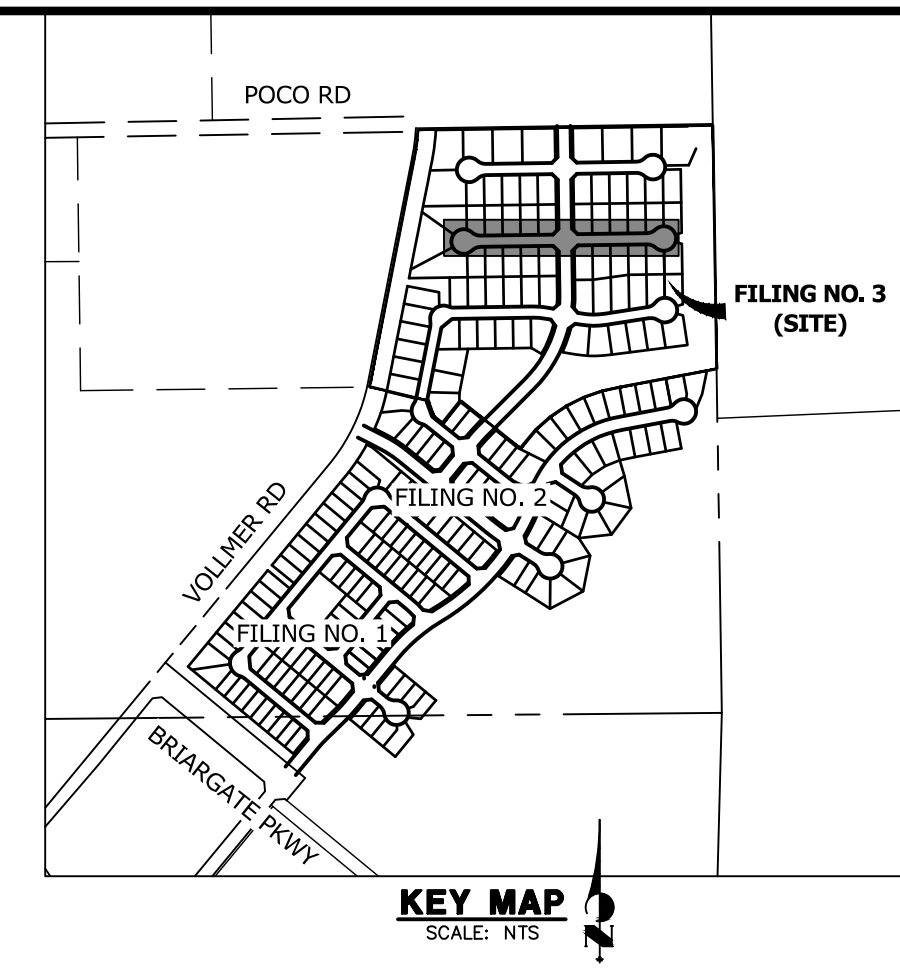 POCO RD
FILING NO. 3
(SITE)
FILING NO. 2
VOLLMER RD
FILING NO. 1
BRIARGATE PKWY
KEY MAP
SCALE: NTS
N